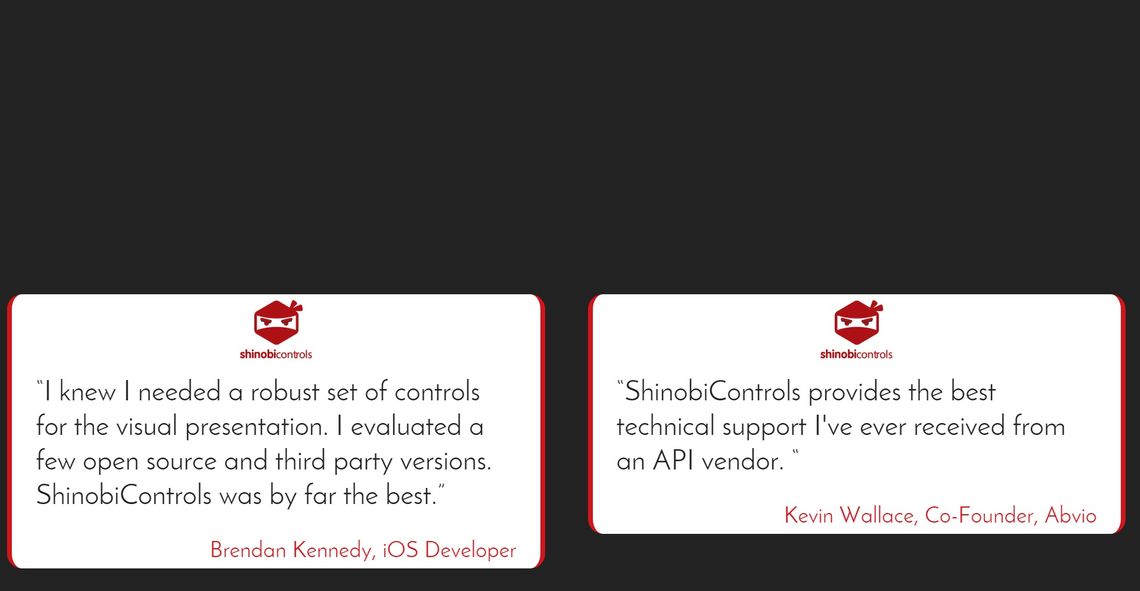 shinobicontrols
“I knew I needed a robust set of controls
for the visual presentation. I evaluated a
few open source and third party versions.
ShinobiControls was by far the best.”
Brendan Kennedy, iOS Developer
shinobicontrols
“ShinobiControls provides the best
technical support I've ever received from
an API vendor. “
Kevin Wallace, Co-Founder, Abvio